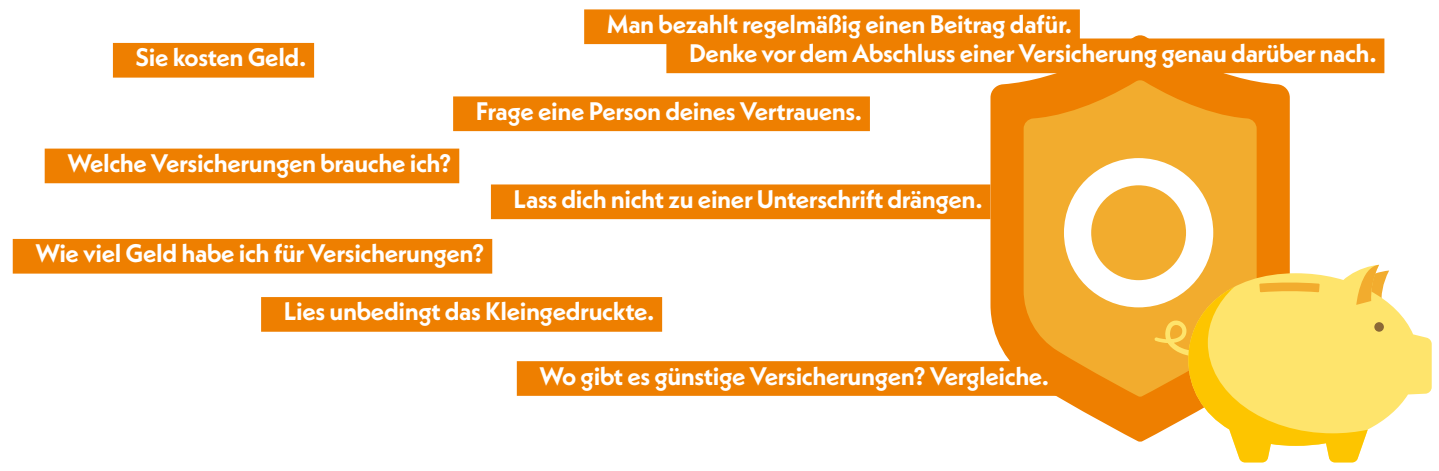 Man bezahlt regelmäßig einen Beitrag dafür.
Sie kosten Geld.
Denke vor dem Abschluss einer Versicherung genau darüber nach.
Frage eine Person deines Vertrauens.
Welche Versicherungen brauche ich?
Lass dich nicht zu einer Unterschrift drängen.
Wie viel Geld habe ich für Versicherungen?
Lies unbedingt das Kleingedruckte.
Wo gibt es günstige Versicherungen? Vergleiche.